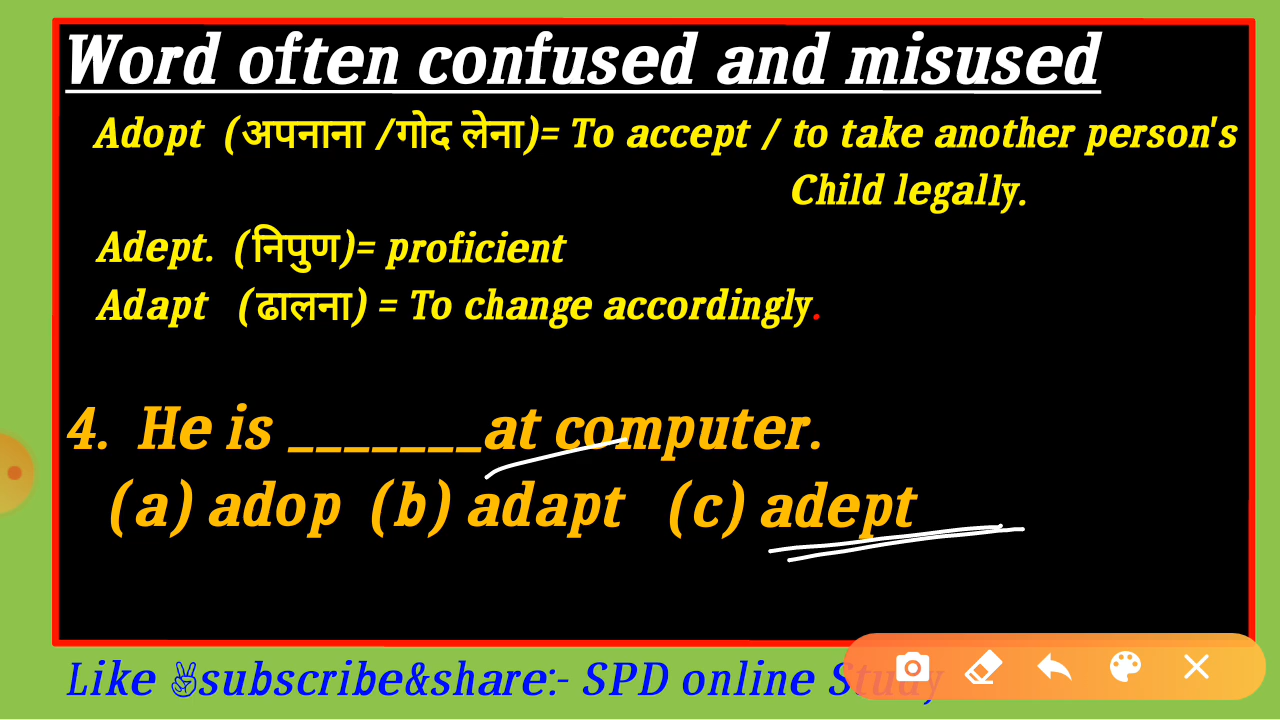 Word often confused and misused
Adopt (अपनाना /गोद लेना)= To accept / to take another person's
Child legally.
Adept. (निपुण)= proficient
Adapt (ढालना) = To change accordingly.
4. He is _______at computer.
(a) adop (b) adapt (c) adept
Like ✌subscribe&share:- SPD online Study